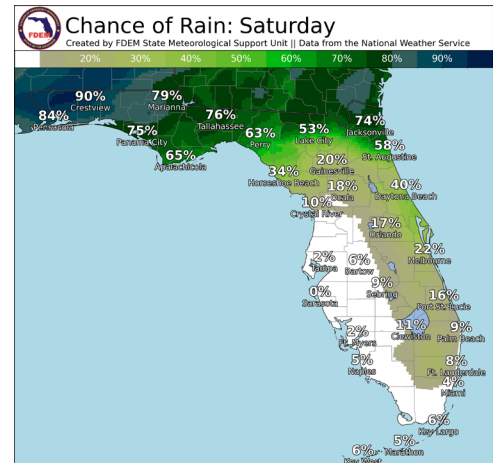 FDEM
Chance of Rain: Saturday
Created by FDEM State Meteorological Support Unit || Data from the National Weather Service
20% 30% 40% 50% 60% 70% 80% 90%
90%
Crestview
79%
Marianna
84%
Pensacola
76%
Tallahassee
75%
Panama City
65%
Apalachicola
63%
Perry
53%
Lake City
74%
Jacksonville
58%
St. Augustine
34%
Horseshoe Beach
20%
Gainesville
18%
Ocala
40%
Daytona Beach
10%
Crystal River
17%
Orlando
22%
Melbourne
2%
Tampa
6%
Bartow
9%
Sebring
0%
Sarasota
16%
Port St. Lucie
2%
Ft. Myers
11%
Clewiston
9%
Palm Beach
5%
Naples
8%
Ft. Lauderdale
4%
Miami
6%
Key Largo
5%
Marathon
6%
Key West